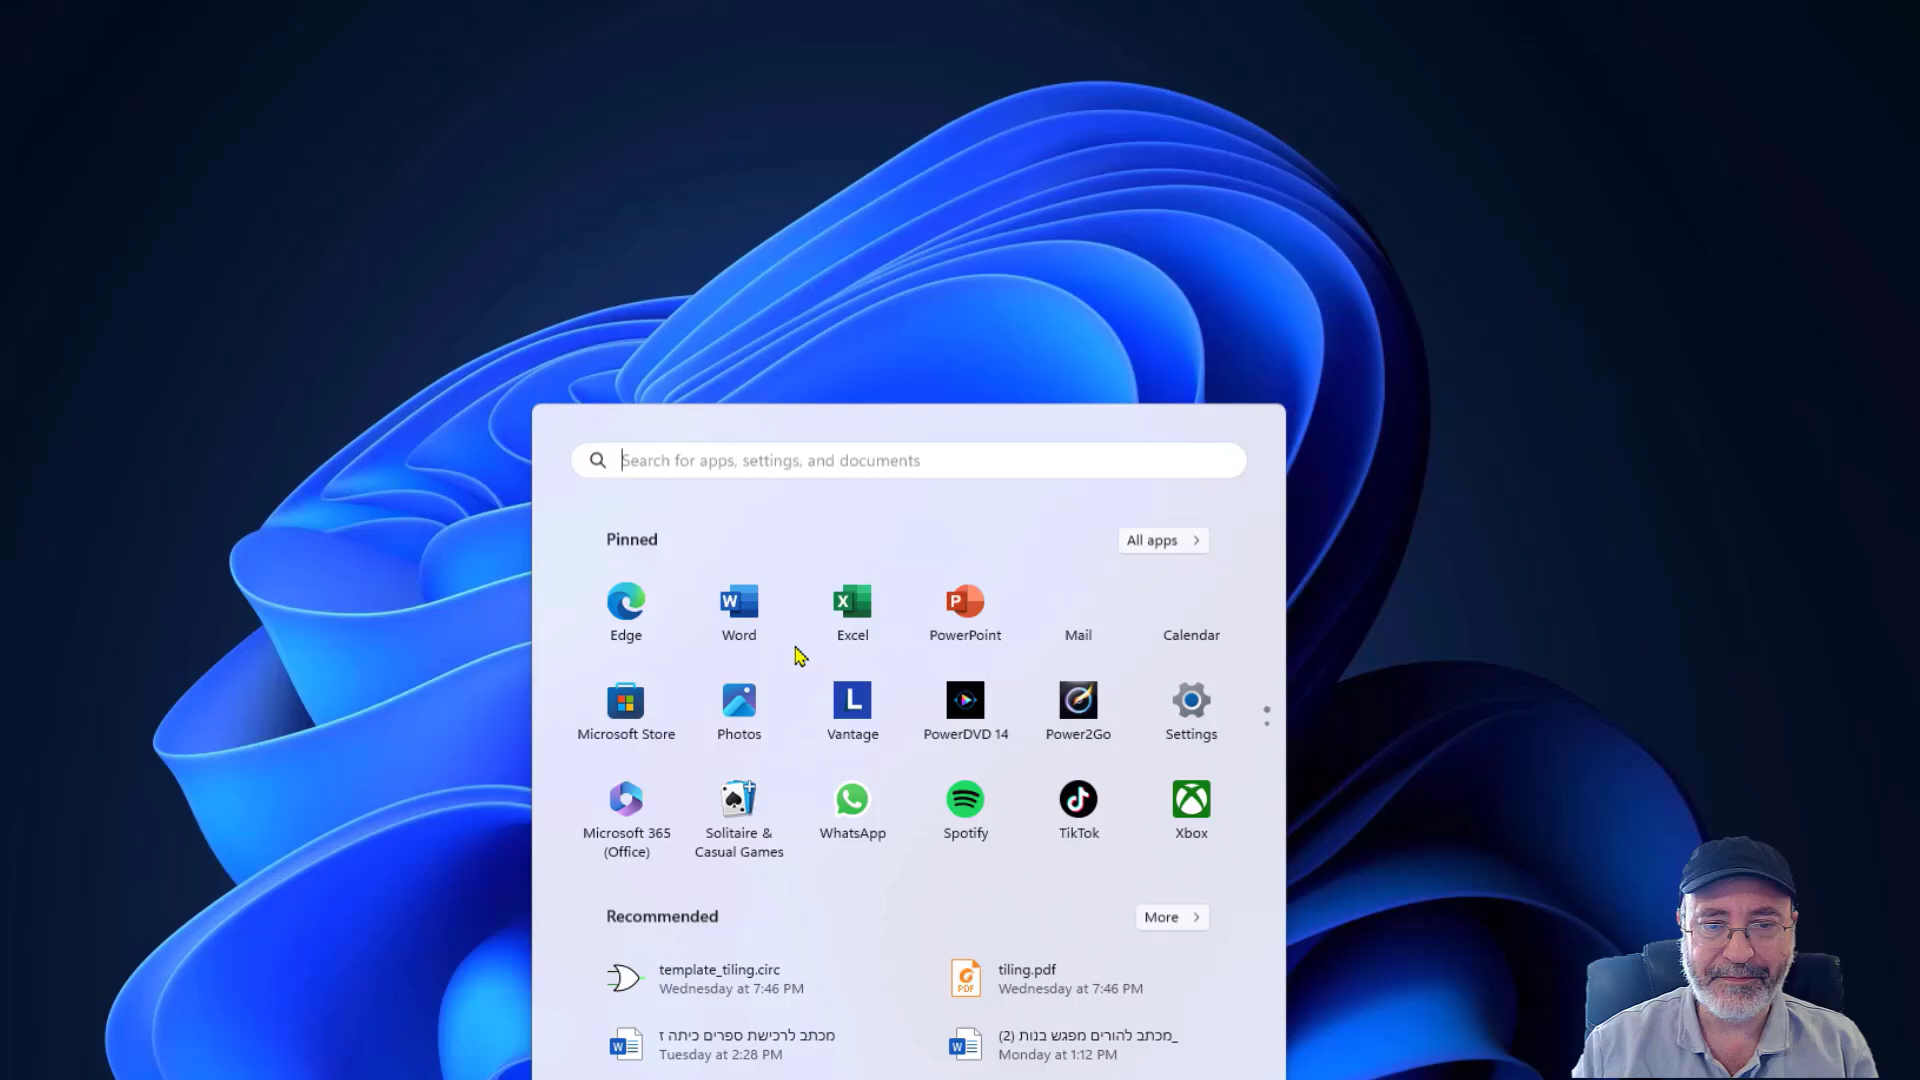 Search for apps, settings, and documents
Pinned
All apps
Edge
Word
Excel
PowerPoint
Mail
Calendar
Microsoft Store
Photos
Vantage
PowerDVD 14
Power2Go
Settings
Microsoft 365
(Office)
Solitaire &
Casual Games
WhatsApp
Spotify
TikTok
Xbox
Recommended
More
template_tiling.circ
Wednesday at 7:46 PM
tiling.pdf
Wednesday at 7:46 PM
מכתב לרכישת ספרים כיתה ז
Tuesday at 2:28 PM
_מכתב להורים מפגש בנות (2)
Monday at 1:12 PM